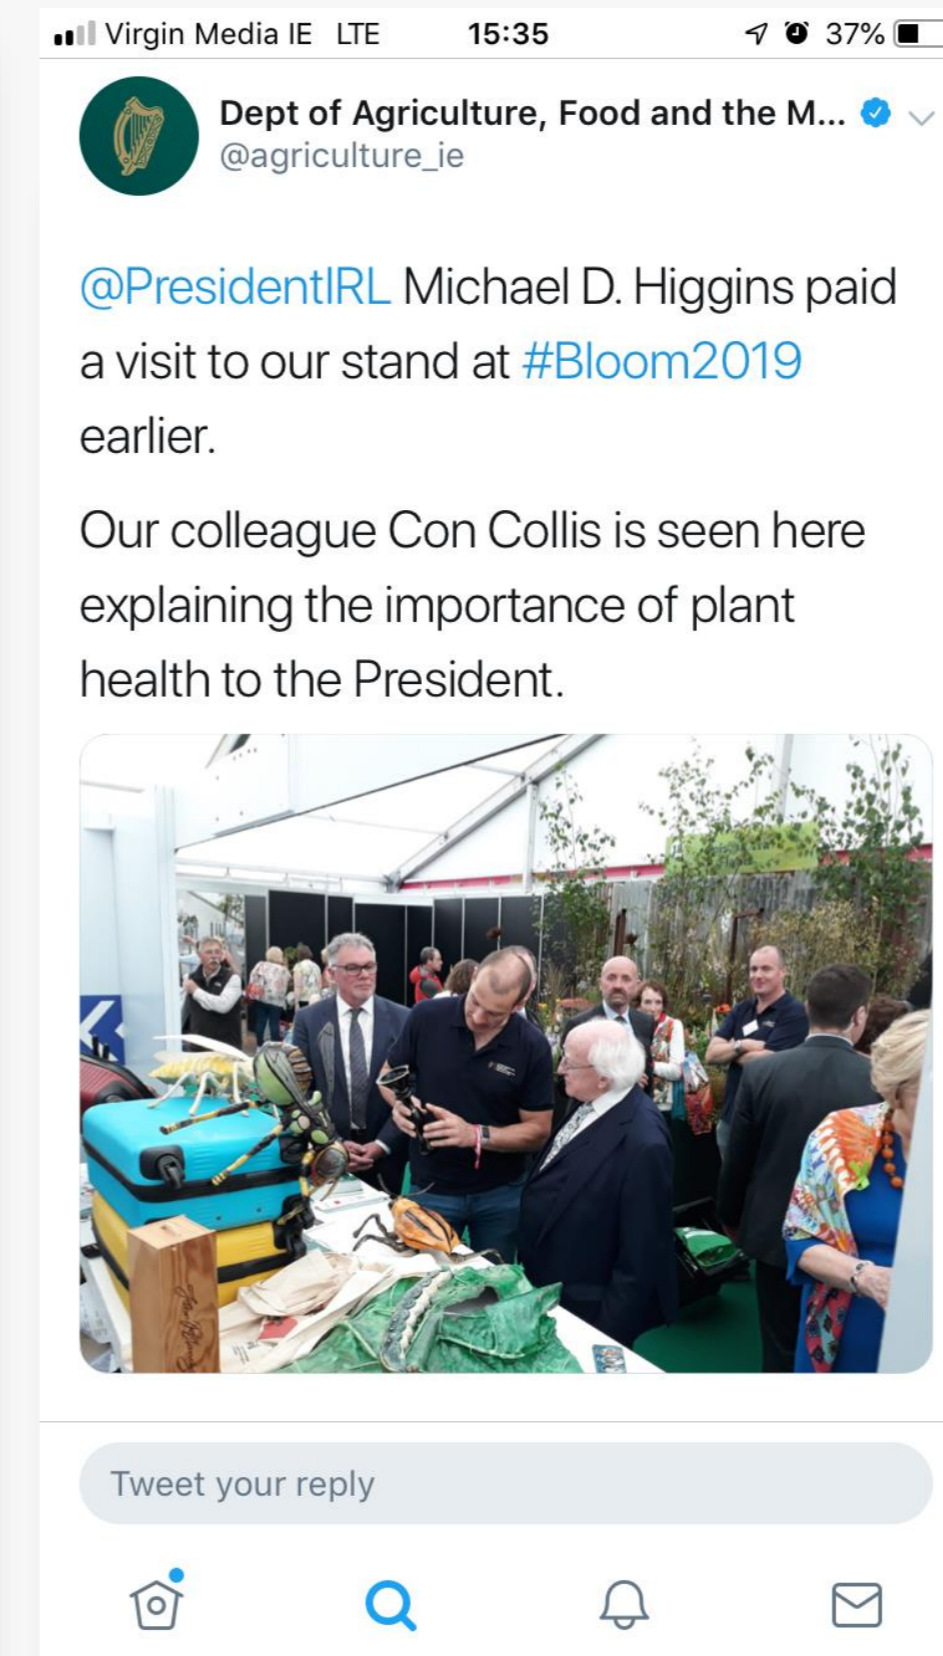 Virgin Media IE LTE 15:35 37%
Dept of Agriculture, Food and the M...
@agriculture_ie
@PresidentIRL Michael D. Higgins paid
a visit to our stand at #Bloom2019
earlier.
Our colleague Con Collis is seen here
explaining the importance of plant
health to the President.
Tweet your reply